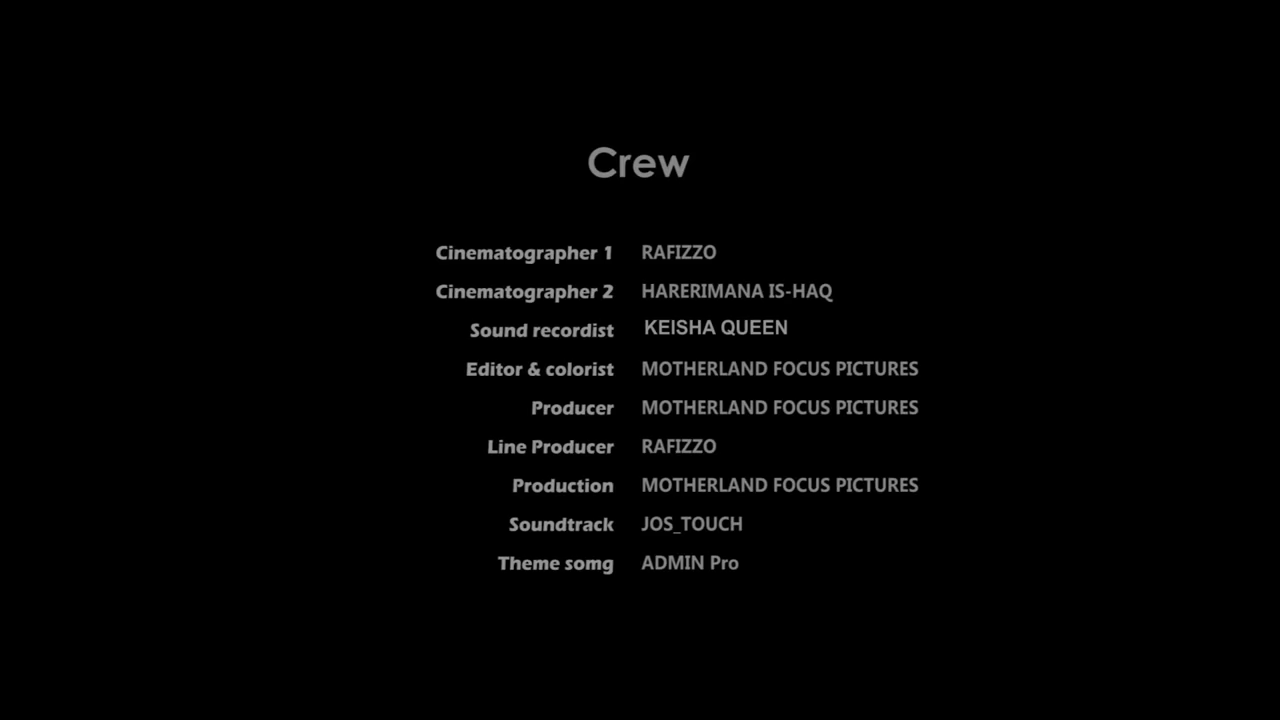 Crew
Cinematographer 1 RAFIZZO
Cinematographer 2 HARERIMANA IS-HAQ
Sound recordist KEISHA QUEEN
Editor & colorist MOTHERLAND FOCUS PICTURES
Producer MOTHERLAND FOCUS PICTURES
Line Producer RAFIZZO
Production MOTHERLAND FOCUS PICTURES
Soundtrack JOS_TOUCH
Theme somg ADMIN Pro